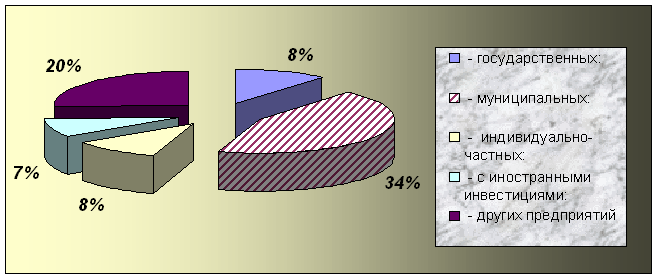 8%
20%
34%
7%
8%
- государственных:
- муниципальных:
- индивидуально-
частных:
- с иностранными
инвестициями:
- других предприятий